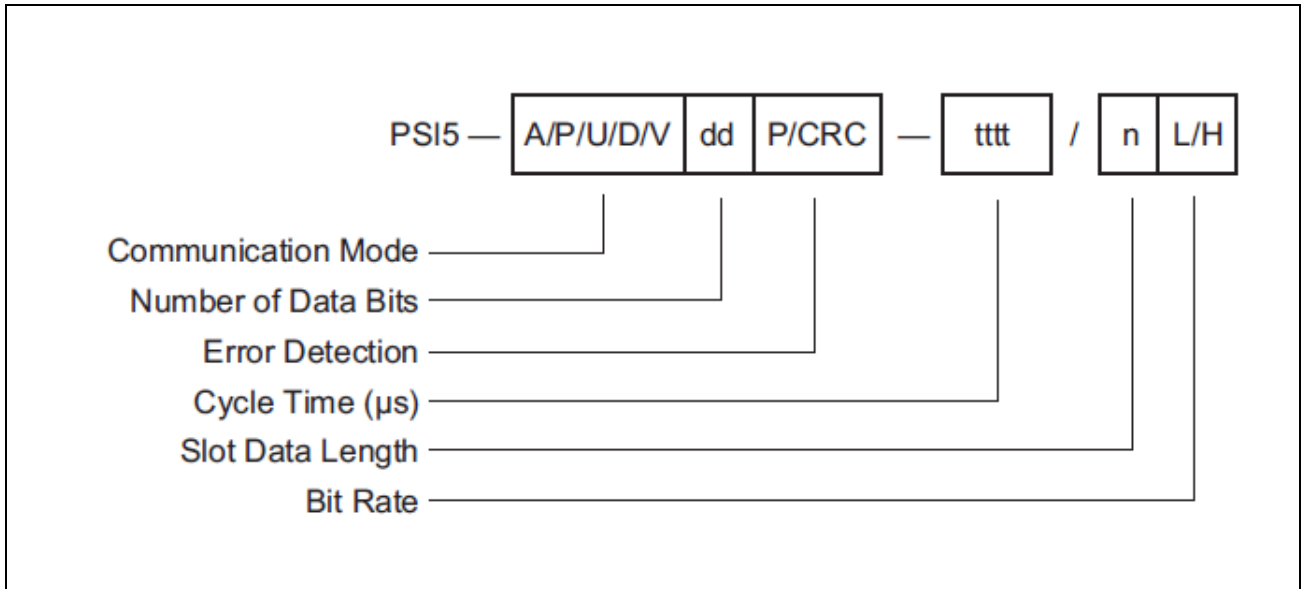 PSI5 — A/P/U/D/V dd P/CRC — tttt / n L/H
Communication Mode
Number of Data Bits
Error Detection
Cycle Time (µs)
Slot Data Length
Bit Rate